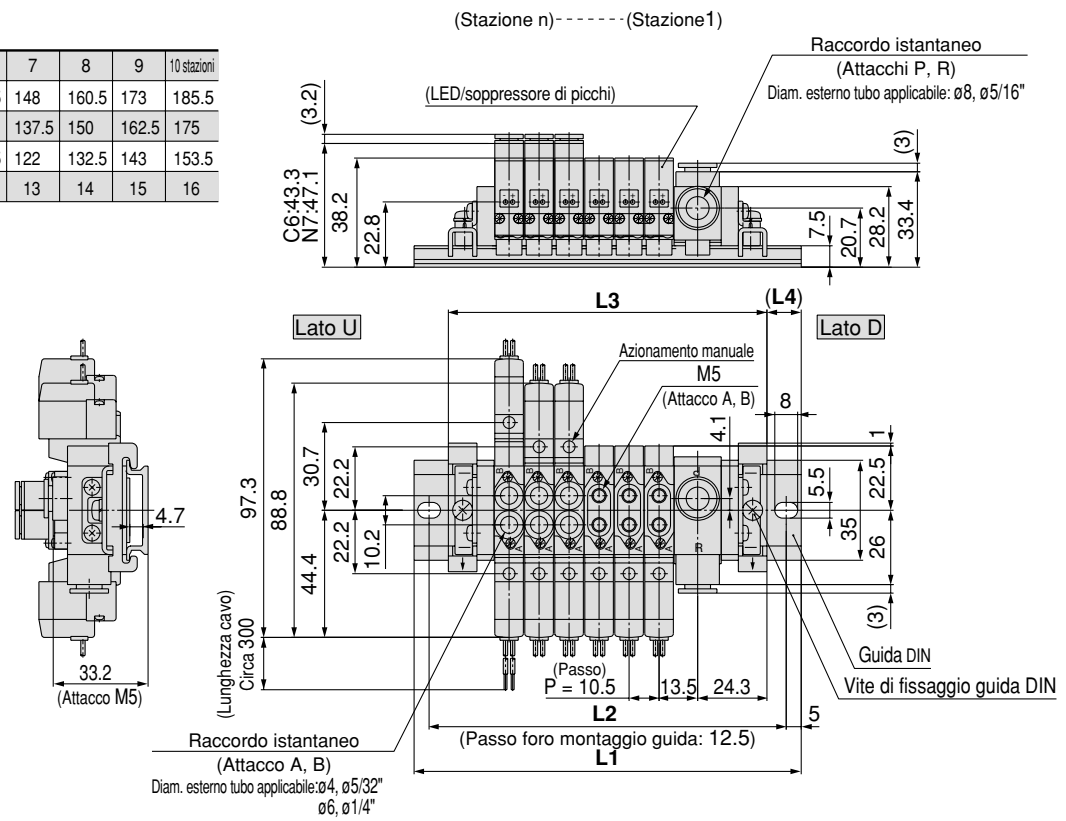 (Stazione n)-------(Stazione1)
7 8 9 10 stazioni
148 160.5 173 185.5
137.5 150 162.5 175
122 132.5 143 153.5
13 14 15 16
Raccordo istantaneo
(Attacchi P, R)
Diam. esterno tubo applicabile: ø8, ø5/16"
(LED/soppressore di picchi)
(3.2)
C6:43.3
N7:47.1
38.2
22.8
(3)
7.5
20.7
28.2
33.4
L3
(L4)
Lato U
Lato D
Azionamento manuale
M5
(Attacco A, B)
4.1
8
1
5.5
22.5
35
26
(3)
97.3
88.8
44.4
30.7
22.2
22.2
10.2
B B B B B B
A A A A A A
P
R
4.7
33.2
(Attacco M5)
(Lunghezza cavo)
Circa 300
(Passo)
P = 10.5
13.5
24.3
Guida DIN
Vite di fissaggio guida DIN
L2
5
(Passo foro montaggio guida: 12.5)
L1
Raccordo istantaneo
(Attacco A, B)
Diam. esterno tubo applicabile:ø4, ø5/32"
ø6, ø1/4"